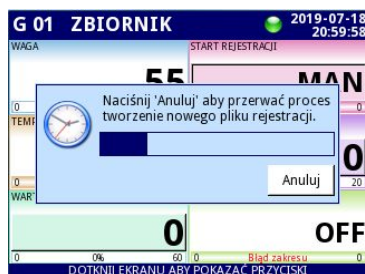 G 01 ZBIORNIK
2019-07-18
20:59:58
WAGA
START REJESTRACJI
55
MAN
0
0
Naciśnij 'Anuluj' aby przerwać proces
tworzenie nowego pliku rejestracji.
TEMP
0
0
20
Anuluj
WAR
0
OFF
0
0%
60
0
Błąd zakresu
0
DOTKNIJ EKRANU ABY POKAZAĆ PRZYCISKI